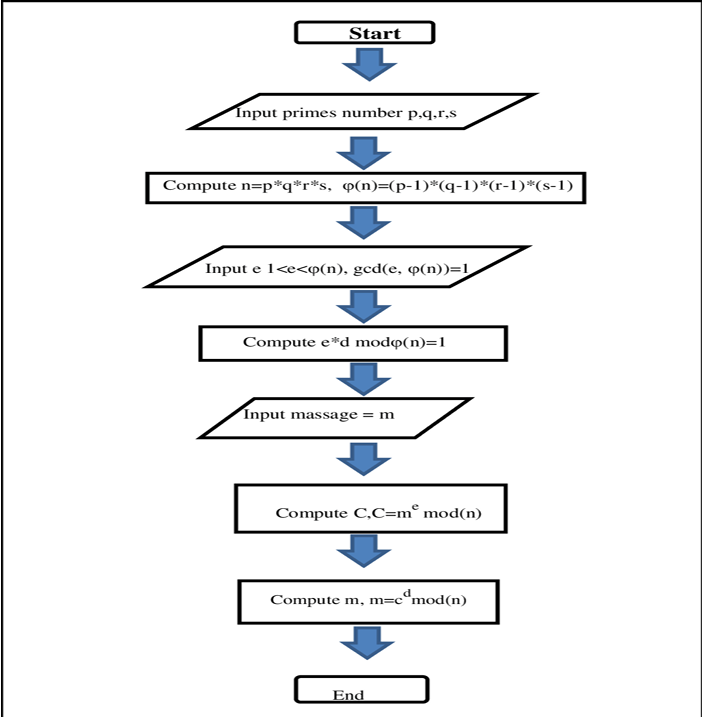 Start
Input primes number p,q,r,s
Compute n=p*q*r*s, φ(n)=(p-1)*(q-1)*(r-1)*(s-1)
Input e 1<e<φ(n), gcd(e, φ(n))=1
Compute e*d modφ(n)=1
Input massage = m
Compute C,C=m^e mod(n)
Compute m, m=c^d mod(n)
End